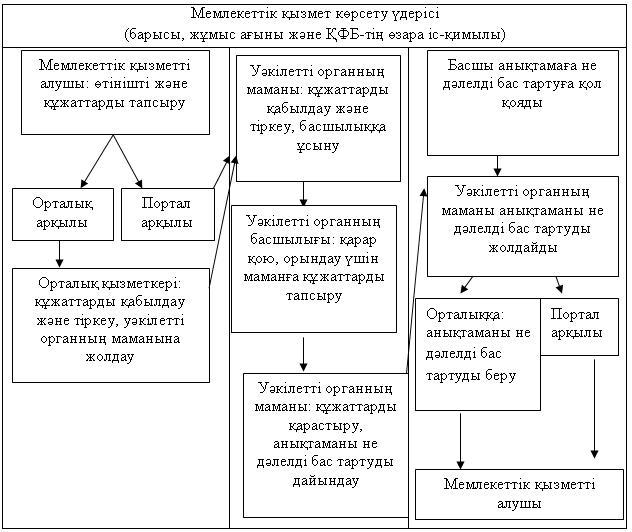 Мемлекеттік қызмет көрсету үдерісі
(барысы, жұмыс ағыны және ҚФБ-тің өзара іс-қимылы)
Мемлекеттік қызметті
алушы: өтінішті және
құжаттарды тапсыру
Орталық
арқылы
Портал
арқылы
Орталық қызметкері:
құжаттарды қабылдау
және тіркеу, уәкілетті
органның маманына
жолдау
Уәкілетті органның
маманы: құжаттарды
қабылдау және
тіркеу, басшылыққа
ұсыну
Уәкілетті органның
басшылығы: қарар
қою, орындау үшін
маманға құжаттарды
тапсыру
Уәкілетті органның
маманы: құжаттарды
қарастыру,
анықтаманы не
дәлелді бас тартуды
дайындау
Басшы анықтамаға не
дәлелді бас тартуға қол
қояды
Уәкілетті органның
маманы анықтаманы не
дәлелді бас тартуды
жолдайды
Орталыққа:
анықтаманы не
дәлелді бас
тартуды беру
Портал
арқылы
Мемлекеттік қызметті
алушы